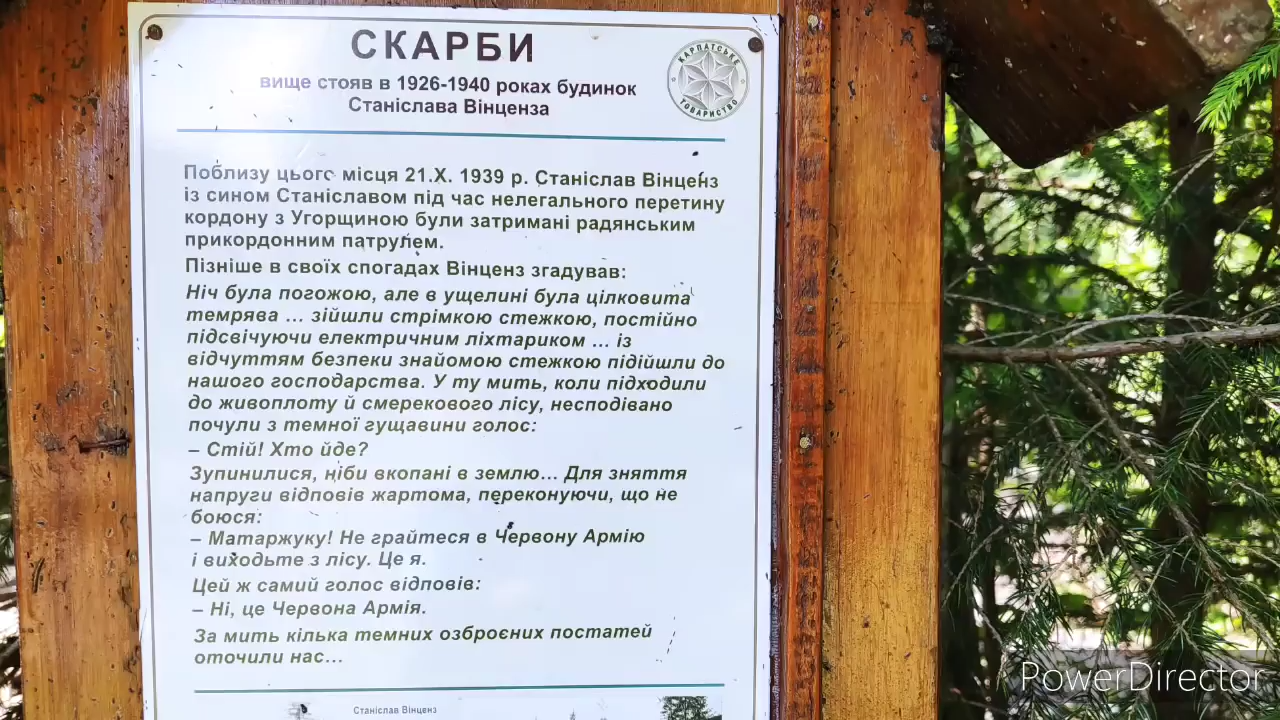 СКАРБИ
вище стояв в 1926-1940 роках будинок
Станіслава Вінценза
КАРПАТСЬКЕ
ТОВАРИСТВО
Поблизу цього місця 21.X. 1939 р. Станіслав Вінценз
із сином Станіславом під час нелегального перетину
кордону з Угорщиною були затримані радянським
прикордонним патрулем.
Пізніше в своїх спогадах Вінценз згадував:
Ніч була погожою, але в ущелині була цілковита
темрява ... зійшли стрімкою стежкою, постійно
підсвічуючи електричним ліхтариком ... із
відчуттям безпеки знайомою стежкою підійшли до
нашого господарства. У ту мить, коли підходили
до живоплоту й смерекового лісу, несподівано
почули з темної гущавини голос:
– Стій! Хто йде?
Зупинилися, ніби вкопані в землю... Для зняття
напруги відповів жартома, переконуючи, що не
боюся:
– Матаржуку! Не грайтеся в Червону Армію
і виходьте з лісу. Це я.
Цей ж самий голос відповів:
– Ні, це Червона Армія.
За мить кілька темних озброєних постатей
оточили нас...
Станіслав Вінценз
PowerDirector